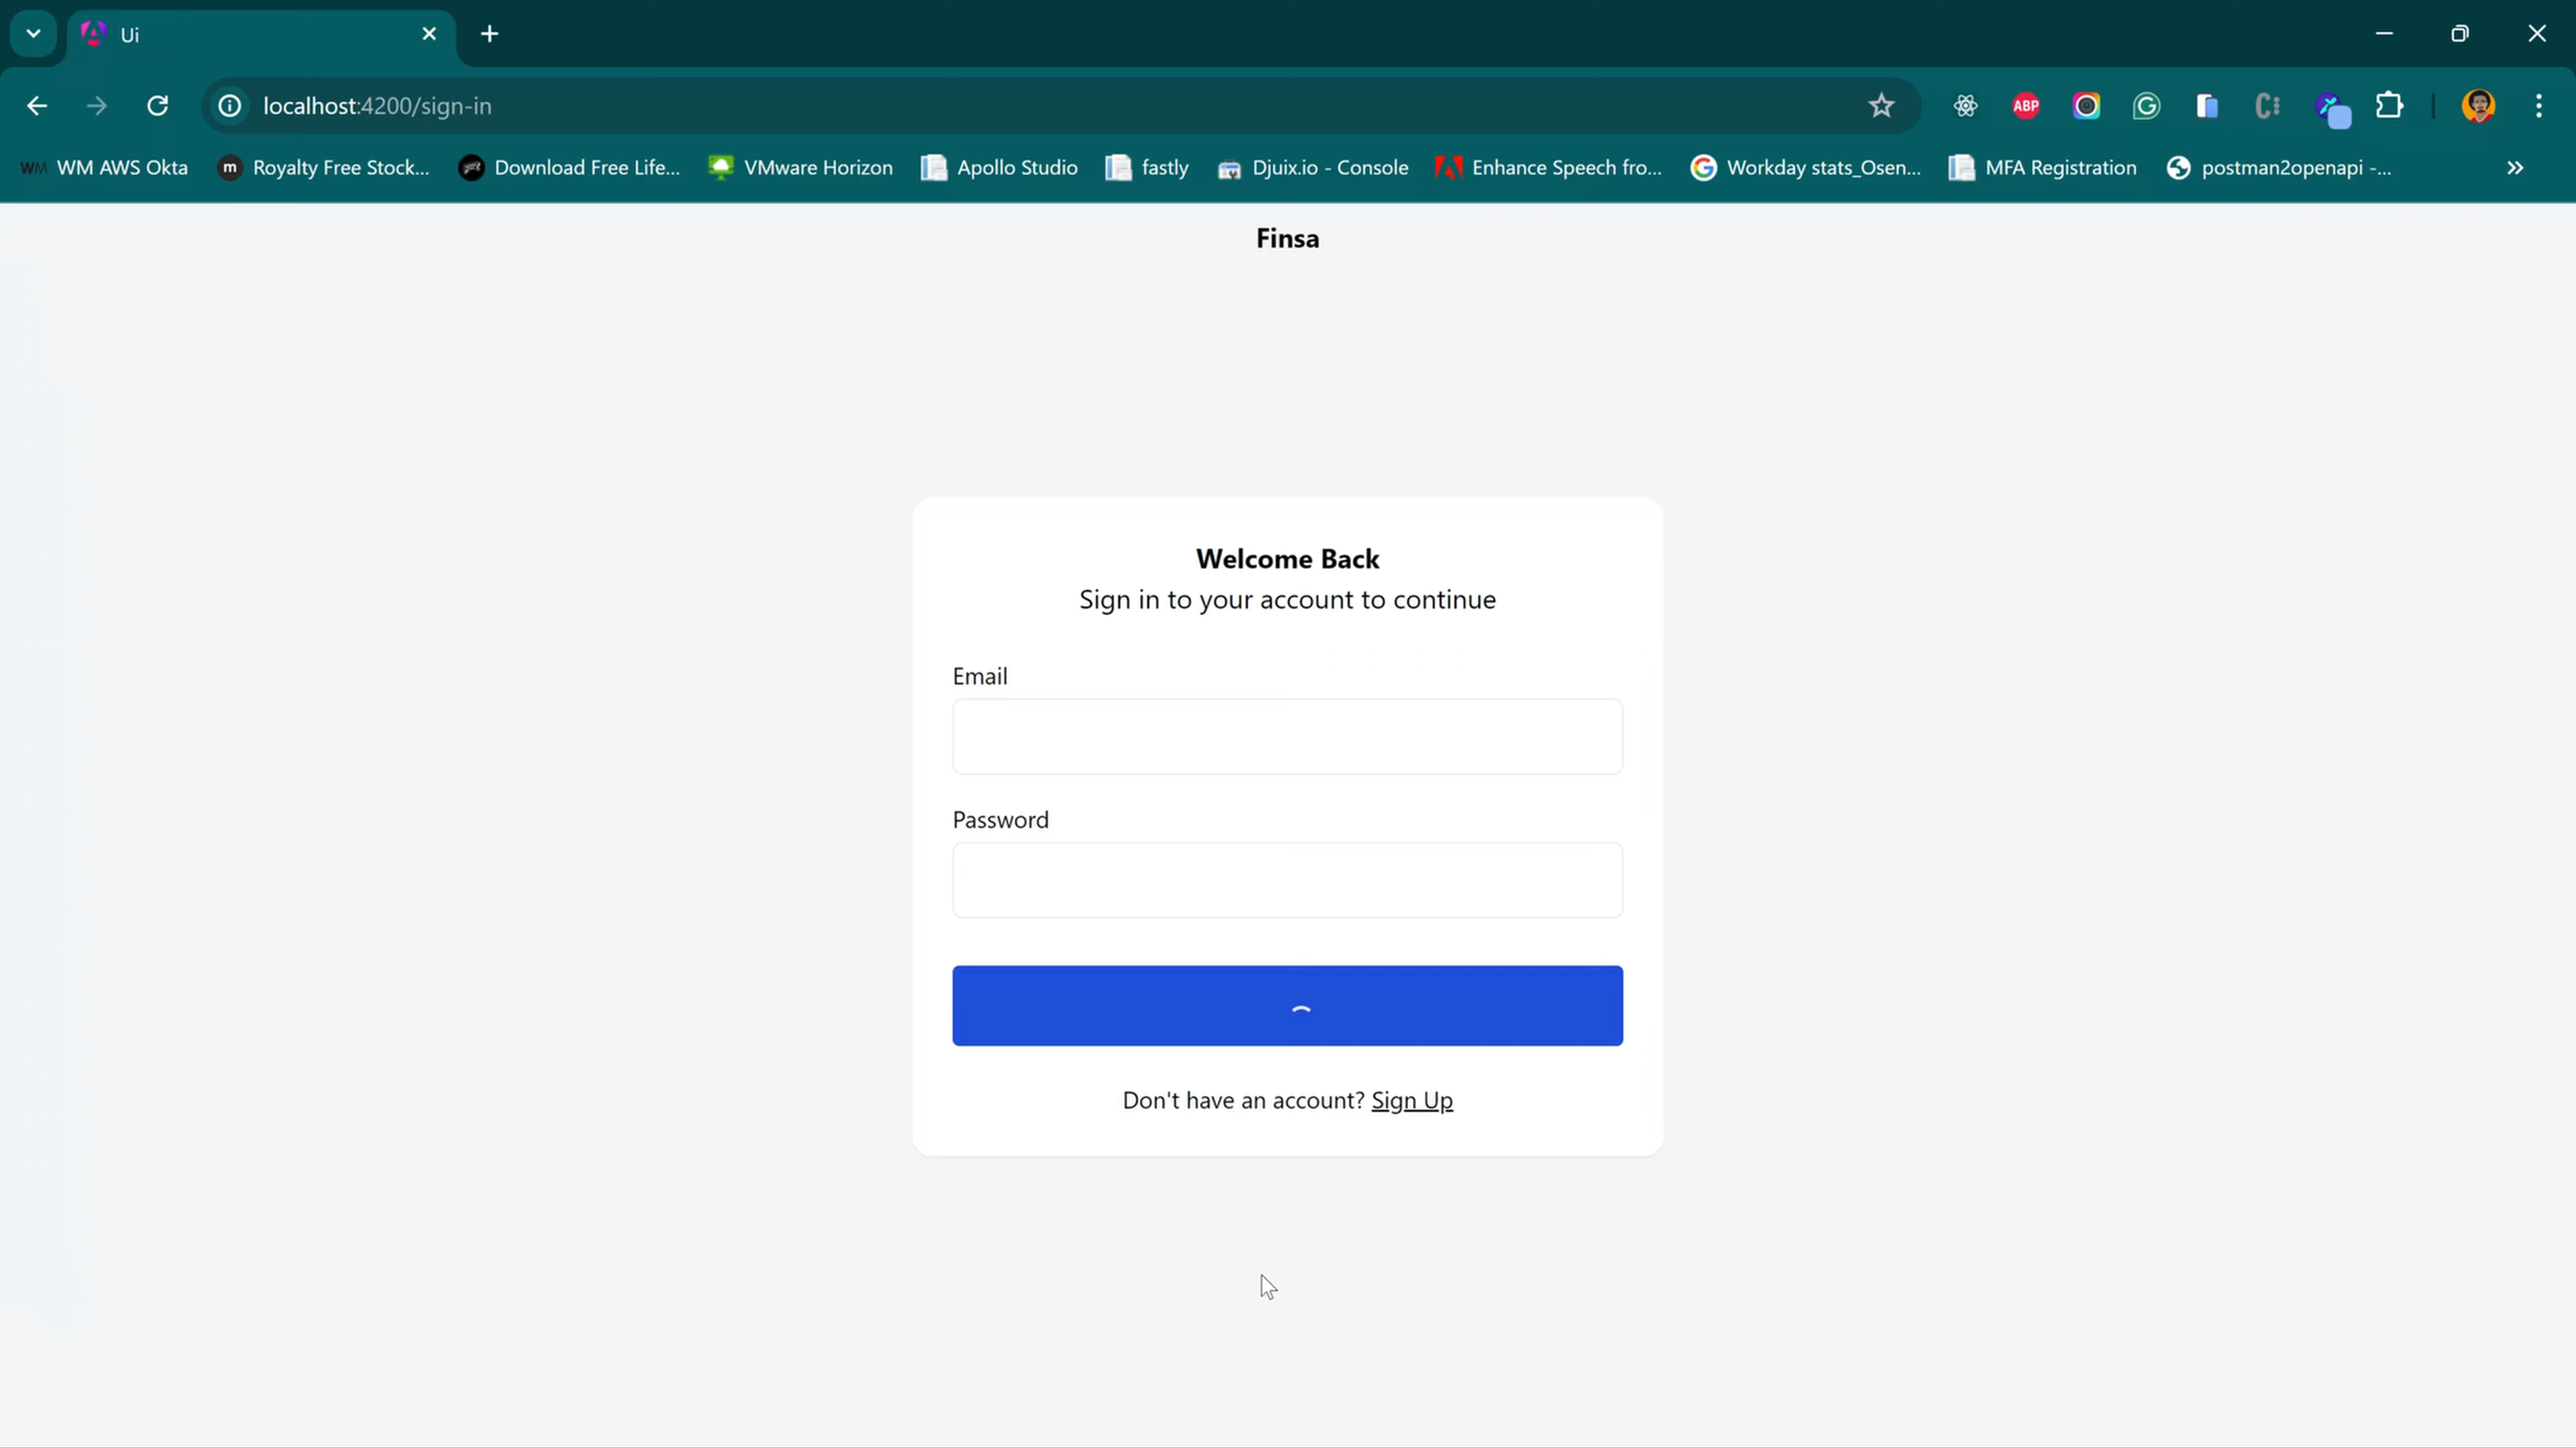 Ui
localhost:4200/sign-in
ABP
WM WM AWS Okta m Royalty Free Stock... Download Free Life... VMware Horizon Apollo Studio fastly Djuix.io - Console Enhance Speech fro... Workday stats_Osen... MFA Registration postman2openapi -...
Finsa
Welcome Back
Sign in to your account to continue
Email
Password
Don't have an account? Sign Up